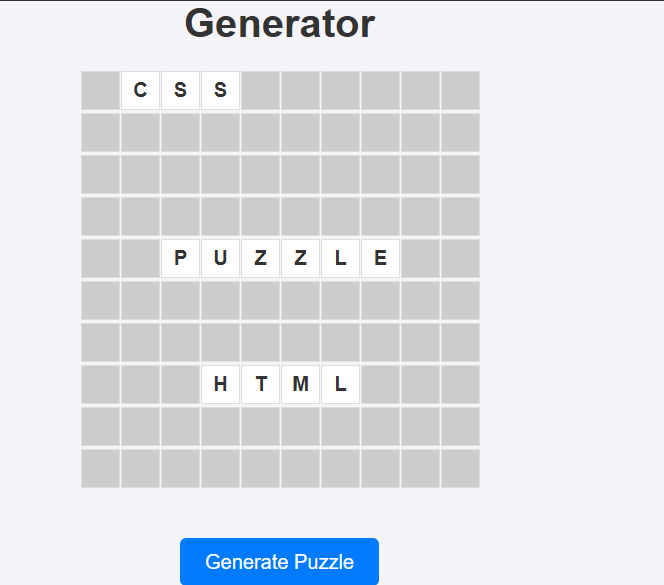 Generator
C S S
P U Z Z L E
H T M L
Generate Puzzle